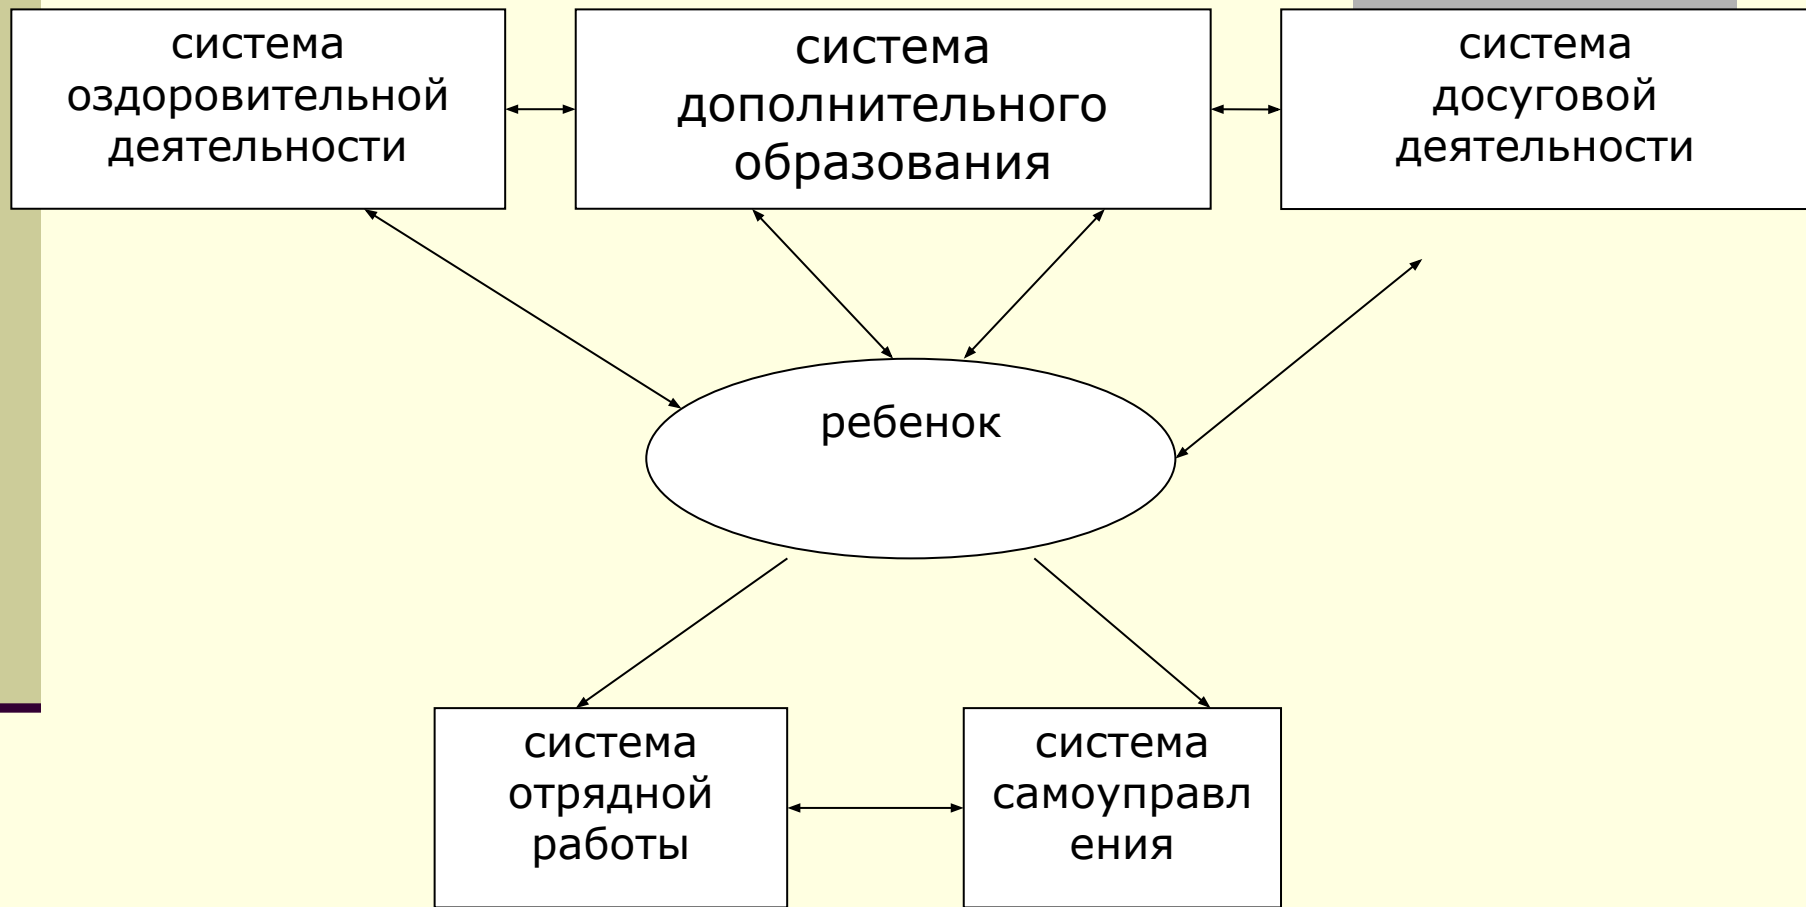 система
оздоровительной
деятельности
система
дополнительного
образования
система
досуговой
деятельности
ребенок
система
отрядной
работы
система
самоуправл
ения